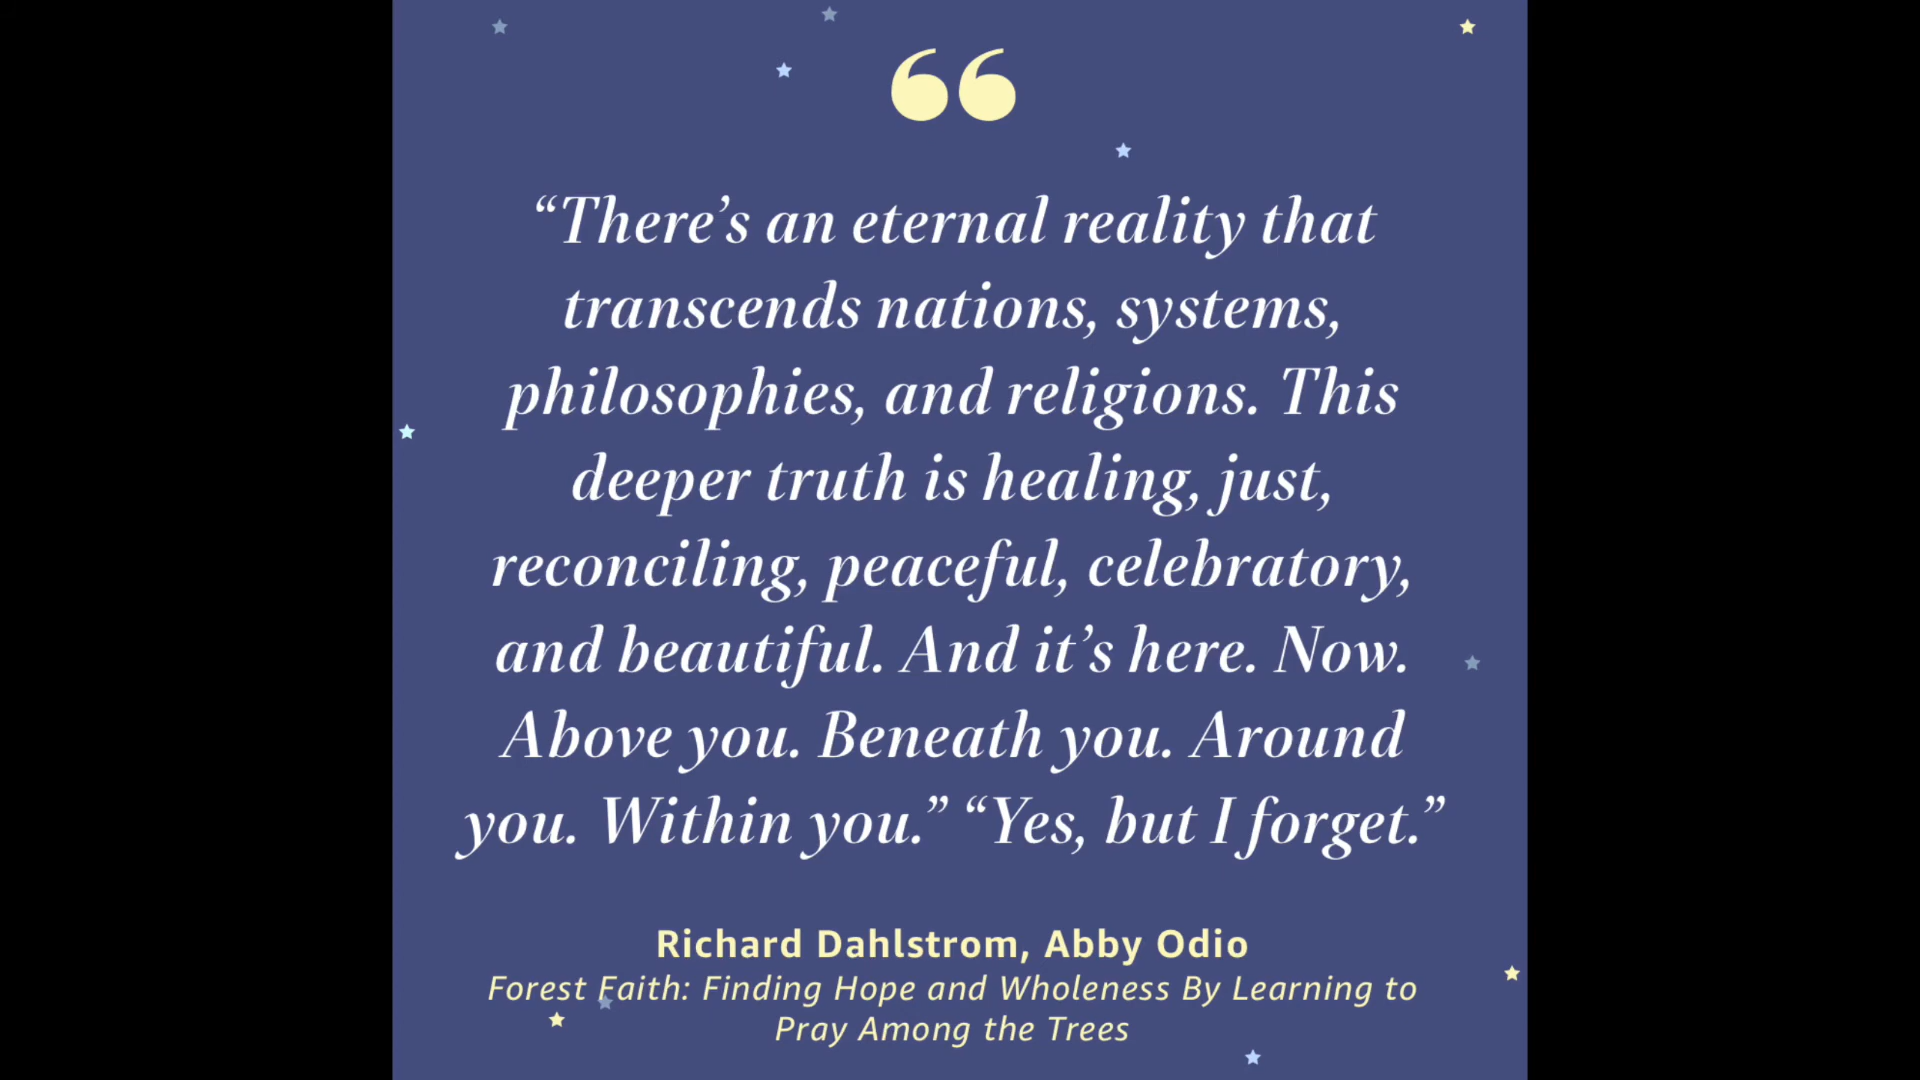 “
“There’s an eternal reality that
transcends nations, systems,
philosophies, and religions. This
deeper truth is healing, just,
reconciling, peaceful, celebratory,
and beautiful. And it’s here. Now.
Above you. Beneath you. Around
you. Within you.” “Yes, but I forget.”
Richard Dahlstrom, Abby Odio
Forest Faith: Finding Hope and Wholeness By Learning to
Pray Among the Trees